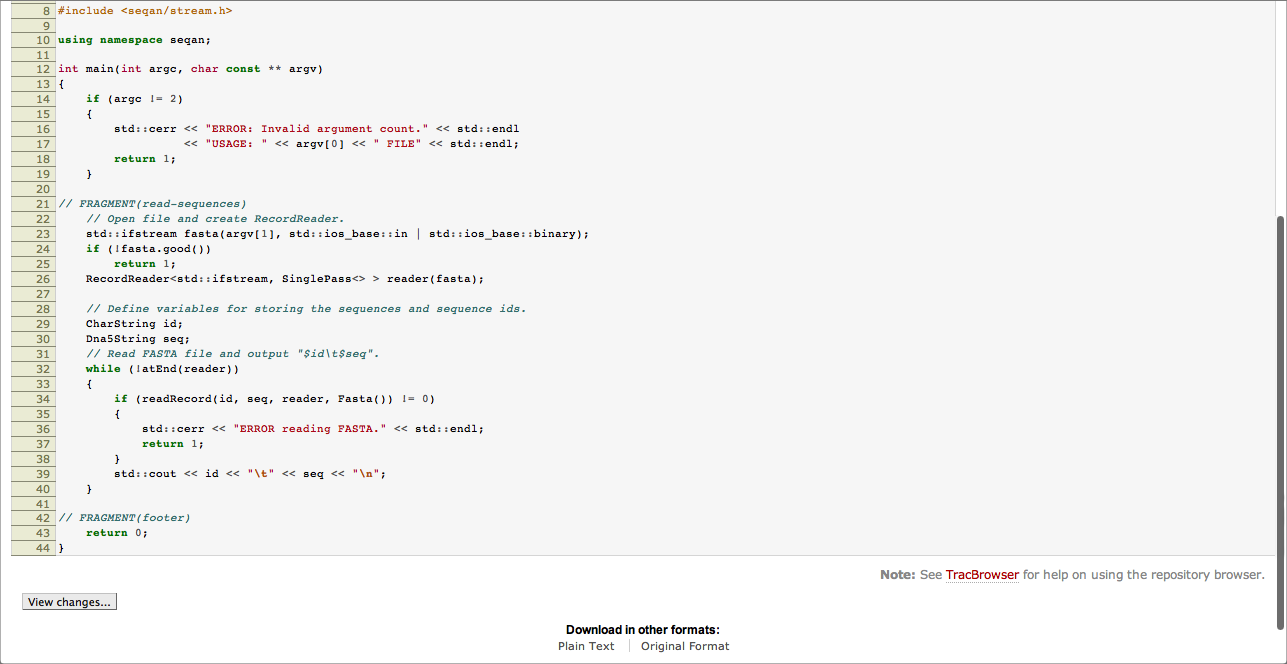 8 #include <seqan/stream.h>
9
10 using namespace seqan;
11
12 int main(int argc, char const ** argv)
13 {
14     if (argc != 2)
15     {
16         std::cerr << "ERROR: Invalid argument count." << std::endl
17                   << "USAGE: " << argv[0] << " FILE" << std::endl;
18         return 1;
19     }
20
21 // FRAGMENT(read-sequences)
22     // Open file and create RecordReader.
23     std::ifstream fasta(argv[1], std::ios_base::in | std::ios_base::binary);
24     if (!fasta.good())
25         return 1;
26     RecordReader<std::ifstream, SinglePass<> > reader(fasta);
27
28     // Define variables for storing the sequences and sequence ids.
29     CharString id;
30     Dna5String seq;
31     // Read FASTA file and output "$id\t$seq".
32     while (!atEnd(reader))
33     {
34         if (readRecord(id, seq, reader, Fasta()) != 0)
35         {
36             std::cerr << "ERROR reading FASTA." << std::endl;
37             return 1;
38         }
39         std::cout << id << "\t" << seq << "\n";
40     }
41
42 // FRAGMENT(footer)
43     return 0;
44 }
Note: See TracBrowser for help on using the repository browser.
View changes...
Download in other formats:
Plain Text Original Format